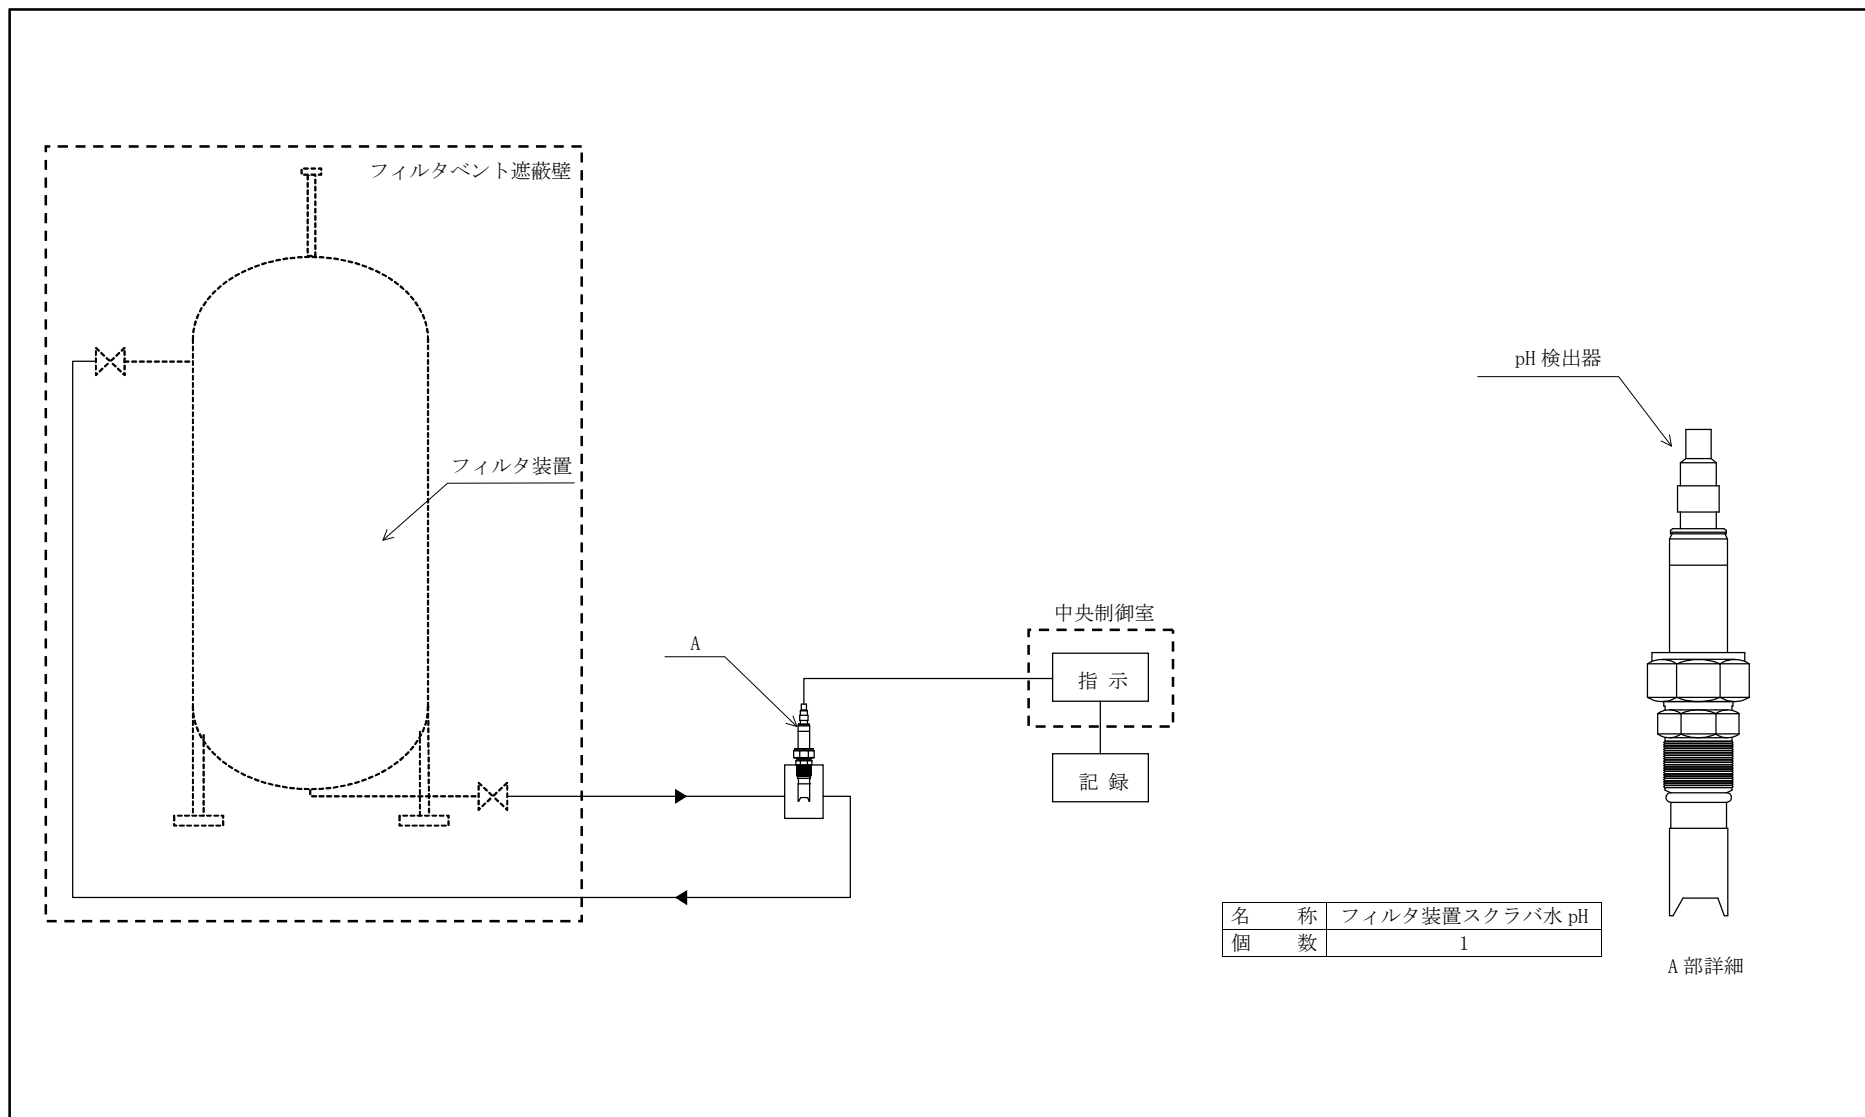 フィルタベント遮蔽壁
pH 検出器
フィルタ装置
中央制御室
A
指 示
記 録
名 称 フィルタ装置スクラバ水 pH
個 数 1
A 部詳細